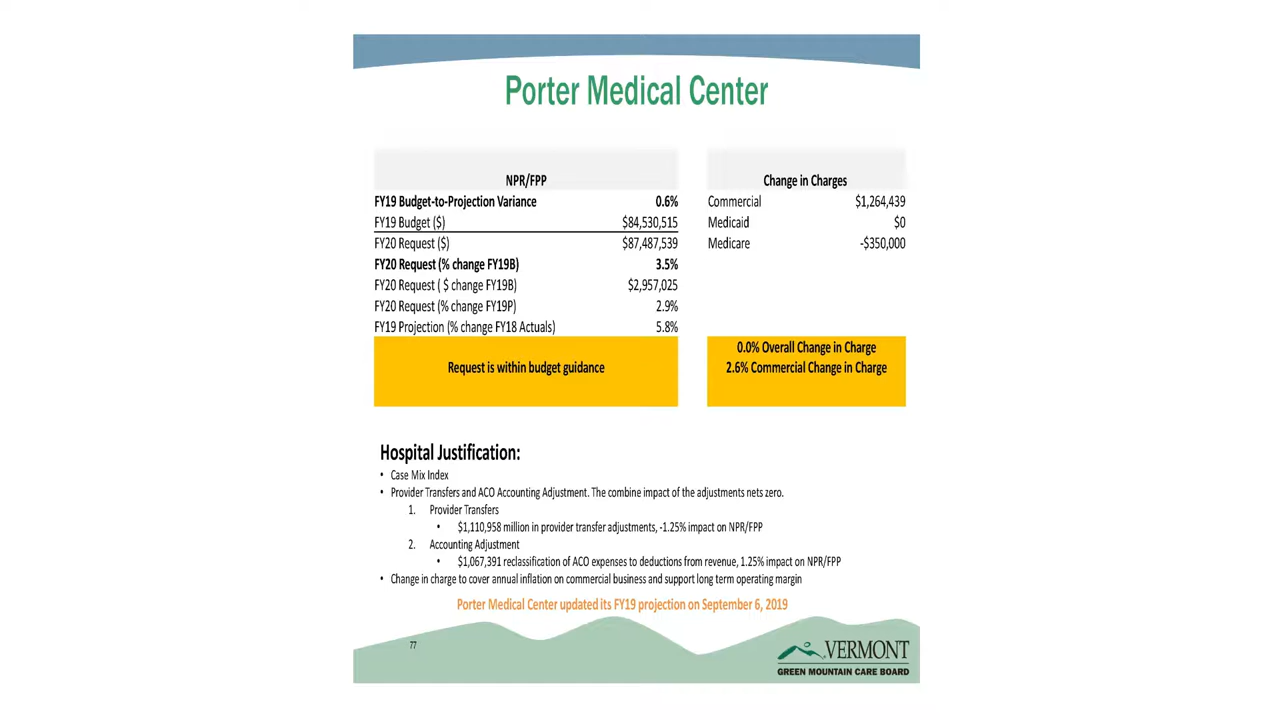 Porter Medical Center
NPR/FPP
FY19 Budget-to-Projection Variance 0.6%
FY19 Budget ($) $84,530,515
FY20 Request ($) $87,487,539
FY20 Request (% change FY19B) 3.5%
FY20 Request ( $ change FY19B) $2,957,025
FY20 Request (% change FY19P) 2.9%
FY19 Projection (% change FY18 Actuals) 5.8%
Request is within budget guidance
Change in Charges
Commercial $1,264,439
Medicaid $0
Medicare -$350,000
0.0% Overall Change in Charge
2.6% Commercial Change in Charge
Hospital Justification:
• Case Mix Index
• Provider Transfers and ACO Accounting Adjustment. The combine impact of the adjustments nets zero.
1. Provider Transfers
• $1,110,958 million in provider transfer adjustments, -1.25% impact on NPR/FPP
2. Accounting Adjustment
• $1,067,391 reclassification of ACO expenses to deductions from revenue, 1.25% impact on NPR/FPP
• Change in charge to cover annual inflation on commercial business and support long term operating margin
Porter Medical Center updated its FY19 projection on September 6, 2019
77
VERMONT
GREEN MOUNTAIN CARE BOARD